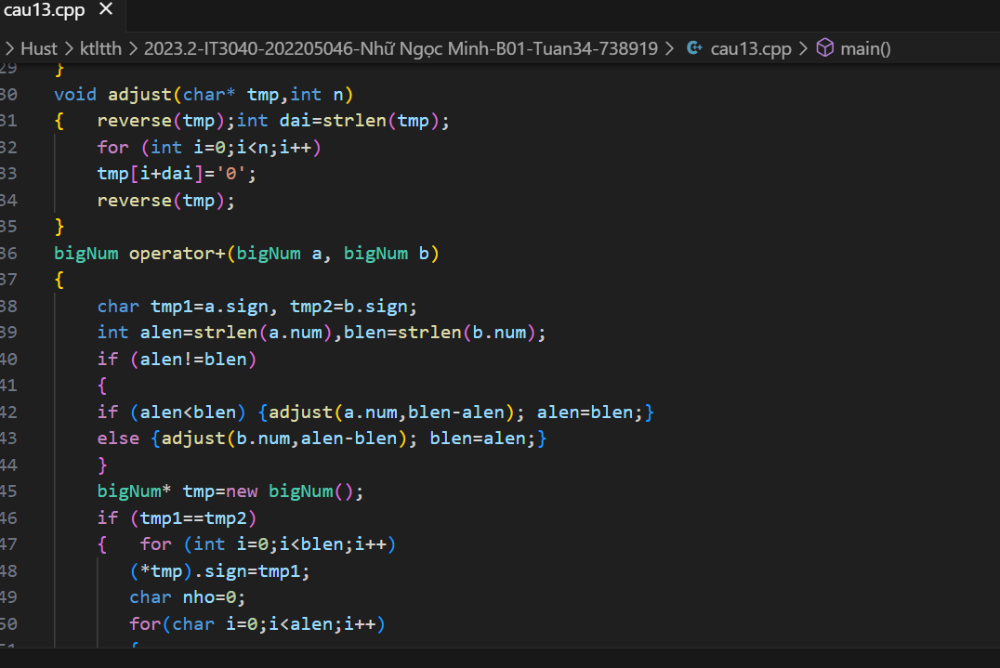 cau13.cpp ×
> Hust > ktltth > 2023.2-IT3040-202205046-Nhữ Ngọc Minh-B01-Tuan34-738919 > cau13.cpp > main()
29 }
30 void adjust(char* tmp,int n)
31 { reverse(tmp);int dai=strlen(tmp);
32 for (int i=0;i<n;i++)
33 tmp[i+dai]='0';
34 reverse(tmp);
35 }
36 bigNum operator+(bigNum a, bigNum b)
37 {
38 char tmp1=a.sign, tmp2=b.sign;
39 int alen=strlen(a.num),blen=strlen(b.num);
40 if (alen!=blen)
41 {
42 if (alen<blen) {adjust(a.num,blen-alen); alen=blen;}
43 else {adjust(b.num,alen-blen); blen=alen;}
44 }
45 bigNum* tmp=new bigNum();
46 if (tmp1==tmp2)
47 { for (int i=0;i<blen;i++)
48 (*tmp).sign=tmp1;
49 char nho=0;
50 for(char i=0;i<alen;i++)
51 {